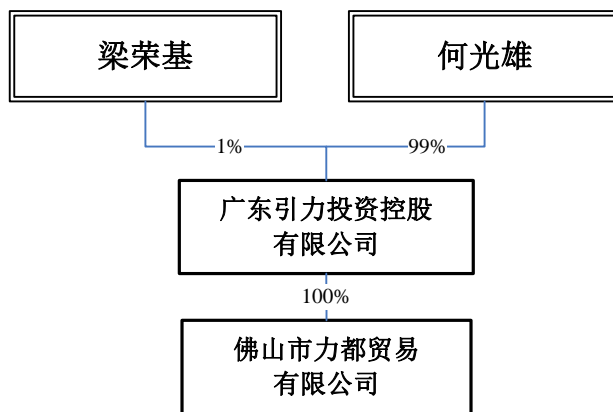 梁荣基
何光雄
1%
99%
广东引力投资控股
有限公司
100%
佛山市力都贸易
有限公司